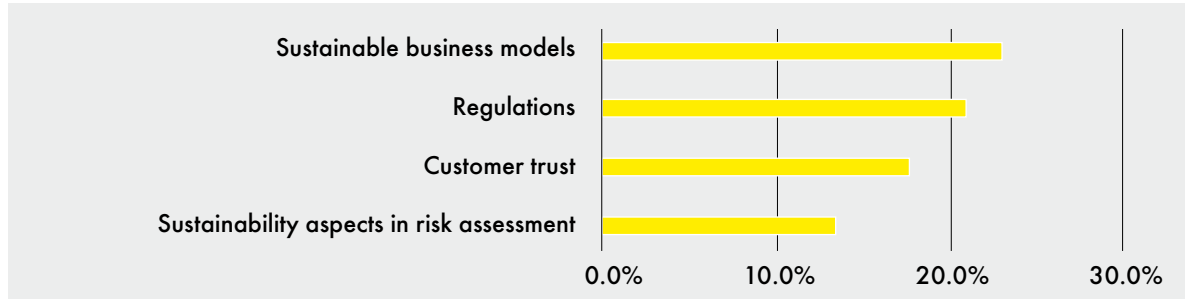 Sustainable business models
Regulations
Customer trust
Sustainability aspects in risk assessment
0.0% 10.0% 20.0% 30.0%